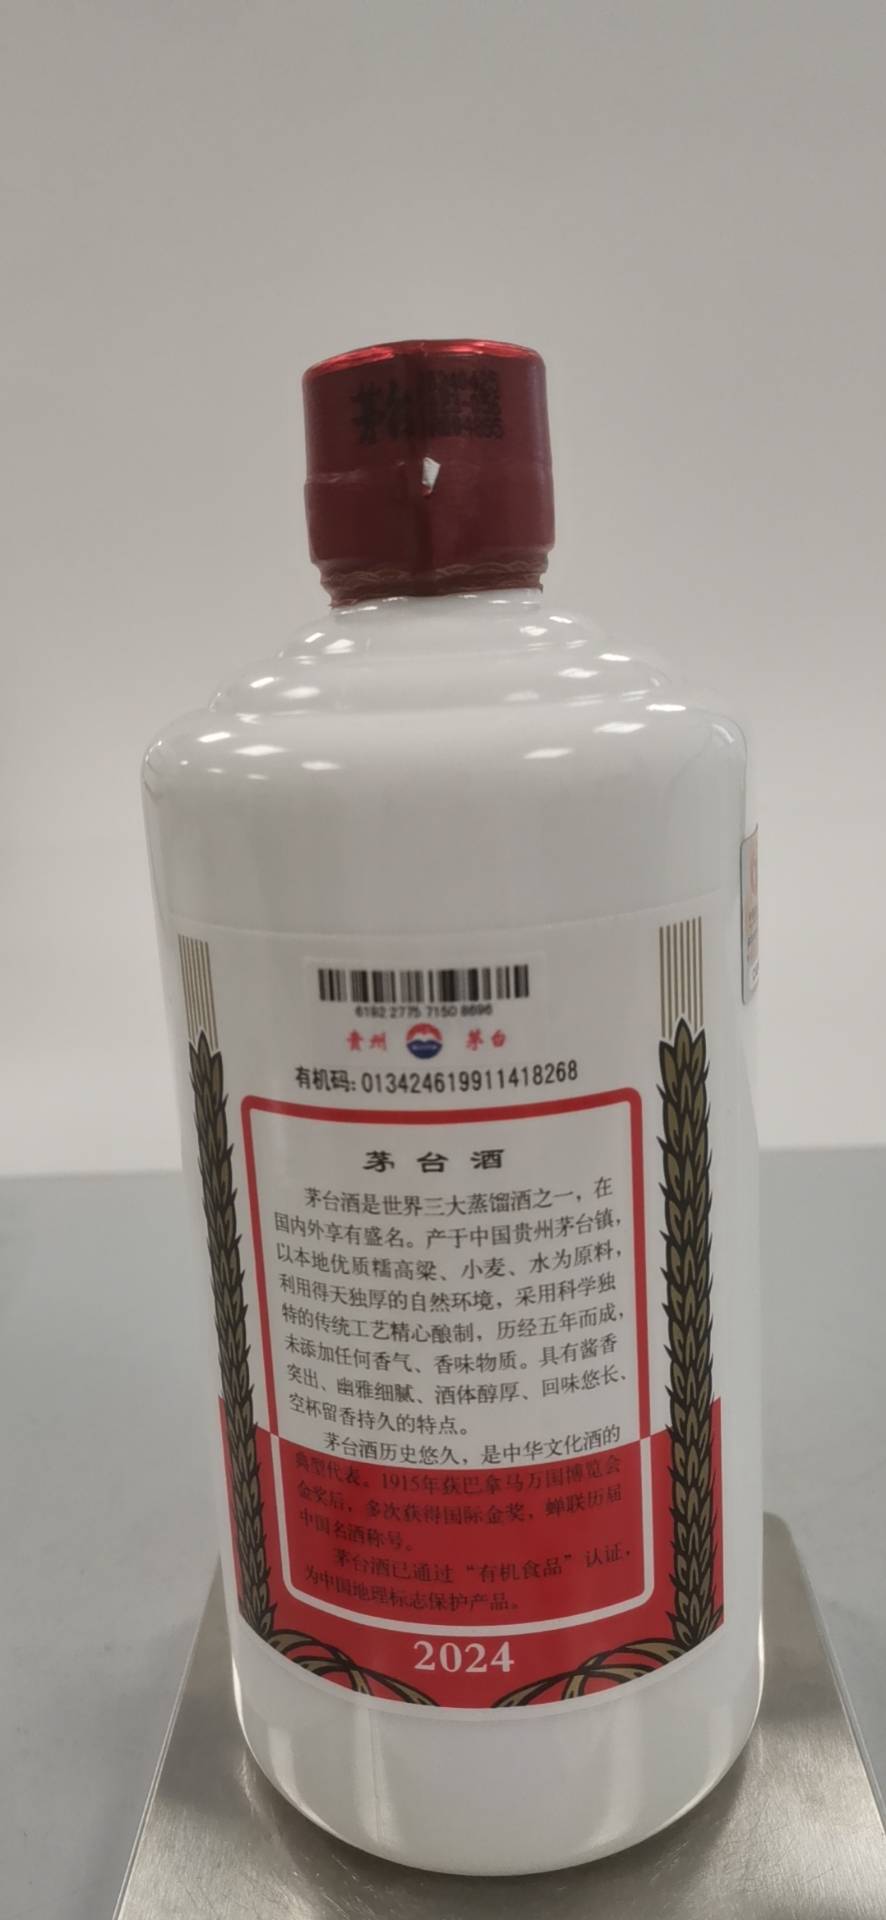 茅台
6192 2775 7150 8696
贵州 茅台
有机码:013424619911418268
茅台酒
茅台酒是世界三大蒸馏酒之一，在
国内外享有盛名。产于中国贵州茅台镇，
以本地优质糯高粱、小麦、水为原料，
利用得天独厚的自然环境，采用科学独
特的传统工艺精心酿制，历经五年而成，
未添加任何香气、香味物质。具有酱香
突出、幽雅细腻、酒体醇厚、回味悠长、
空杯留香持久的特点。
茅台酒历史悠久，是中华文化酒的
典型代表。1915年获巴拿马万国博览会
金奖后，多次获得国际金奖，蝉联历届
中国名酒称号。
茅台酒已通过“有机食品”认证，
为中国地理标志保护产品。
2024